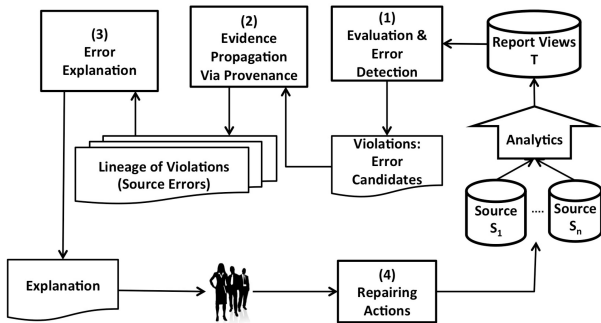 (3)
Error
Explanation
(2)
Evidence
Propagation
Via Provenance
(1)
Evaluation &
Error
Detection
Report Views
T
Analytics
Lineage of Violations
(Source Errors)
Violations:
Error
Candidates
Source
S1
....
Source
Sn
Explanation
(4)
Repairing
Actions